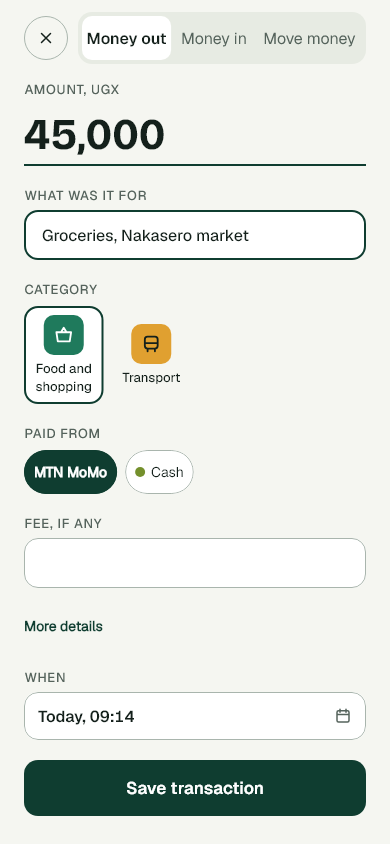 Money out
Money in
Move money
AMOUNT, UGX
45,000
WHAT WAS IT FOR
Groceries, Nakasero market
CATEGORY
Food and
shopping
Transport
PAID FROM
MTN MoMo
Cash
FEE, IF ANY
More details
WHEN
Today, 09:14
Save transaction